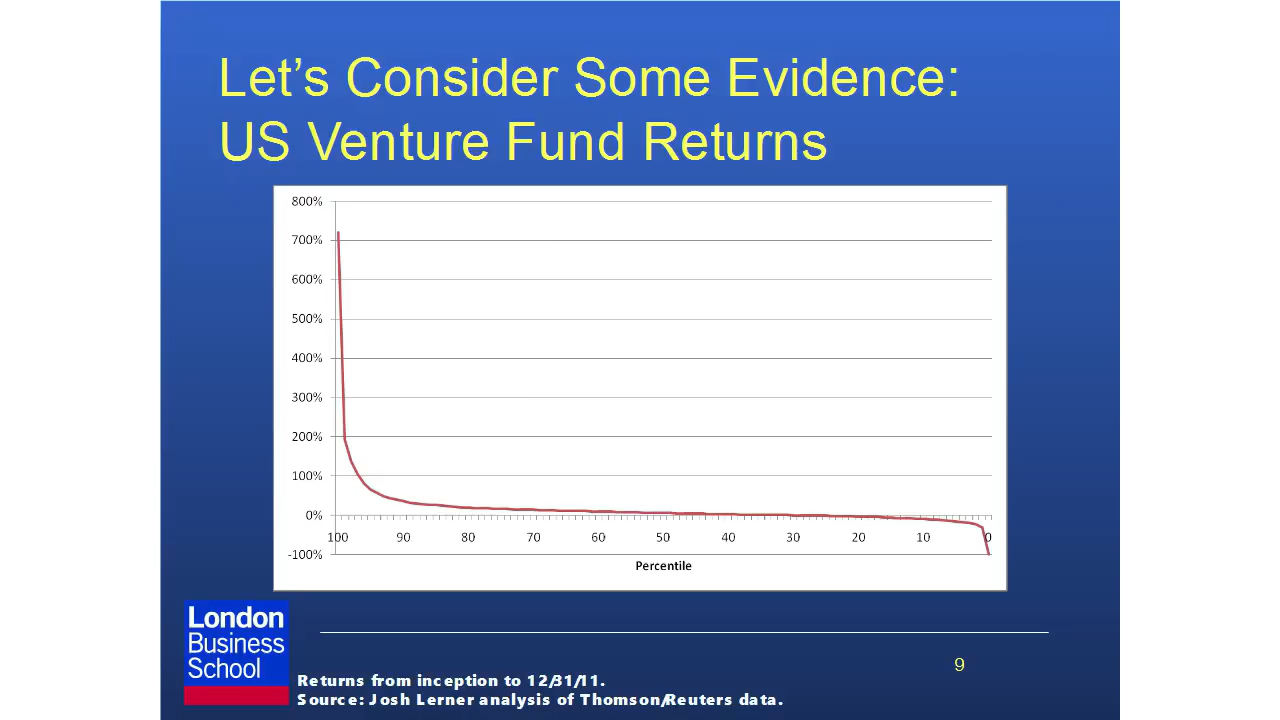 Let's Consider Some Evidence:
US Venture Fund Returns
800%
700%
600%
500%
400%
300%
200%
100%
0%
-100%
100 90 80 70 60 50 40 30 20 10 0
Percentile
London
Business
School
9
Returns from inception to 12/31/11.
Source: Josh Lerner analysis of Thomson/Reuters data.